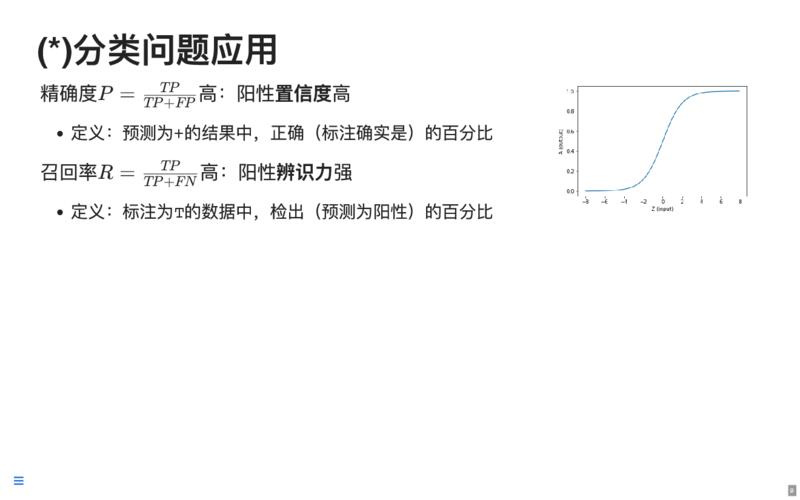 (*)分类问题应用
精确度P = TP/(TP+FP)高：阳性置信度高
• 定义：预测为+的结果中，正确（标注确实是）的百分比
召回率R = TP/(TP+FN)高：阳性辨识力强
• 定义：标注为T的数据中，检出（预测为阳性）的百分比
1.0
0.8
0.6
0.4
0.2
0.0
A (output)
−8 −6 −4 −2 0 2 4 6 8
Z (input)